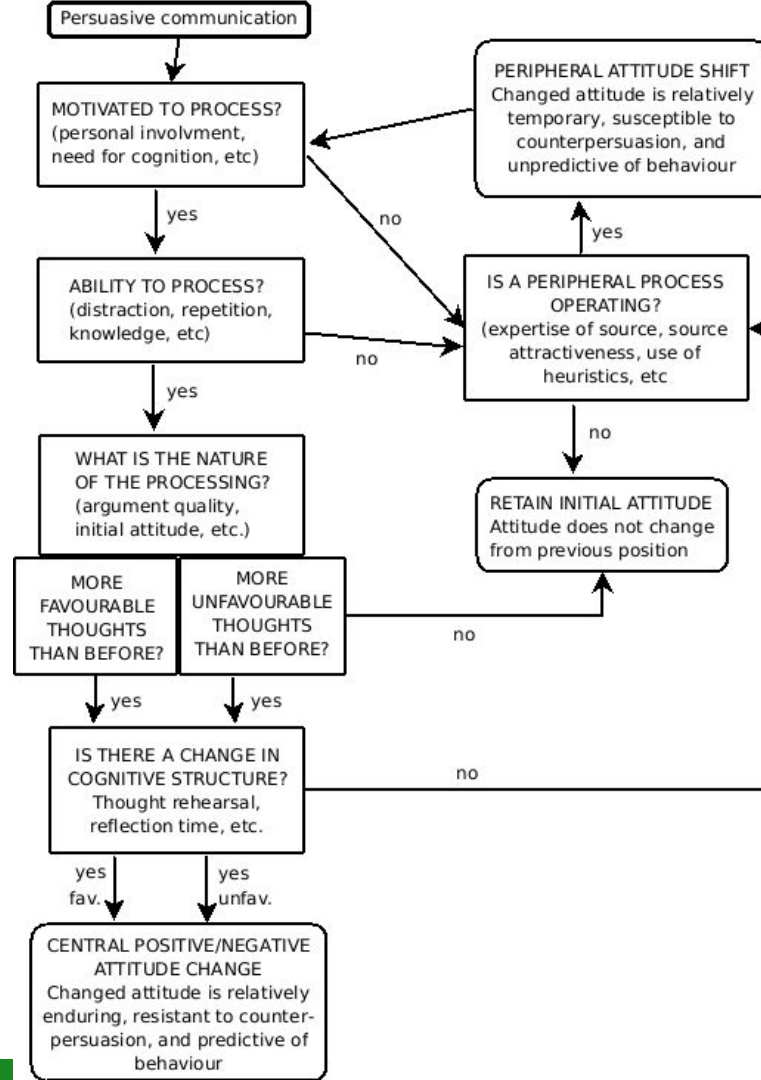 Persuasive communication
MOTIVATED TO PROCESS?
(personal involvment,
need for cognition, etc)
yes
no
ABILITY TO PROCESS?
(distraction, repetition,
knowledge, etc)
no
yes
WHAT IS THE NATURE
OF THE PROCESSING?
(argument quality,
initial attitude, etc.)
MORE
FAVOURABLE
THOUGHTS
THAN BEFORE?
MORE
UNFAVOURABLE
THOUGHTS
THAN BEFORE?
no
yes
yes
IS THERE A CHANGE IN
COGNITIVE STRUCTURE?
Thought rehearsal,
reflection time, etc.
no
yes
fav.
yes
unfav.
CENTRAL POSITIVE/NEGATIVE
ATTITUDE CHANGE
Changed attitude is relatively
enduring, resistant to counter-
persuasion, and predictive of
behaviour
PERIPHERAL ATTITUDE SHIFT
Changed attitude is relatively
temporary, susceptible to
counterpersuasion, and
unpredictive of behaviour
yes
IS A PERIPHERAL PROCESS
OPERATING?
(expertise of source, source
attractiveness, use of
heuristics, etc
no
RETAIN INITIAL ATTITUDE
Attitude does not change
from previous position